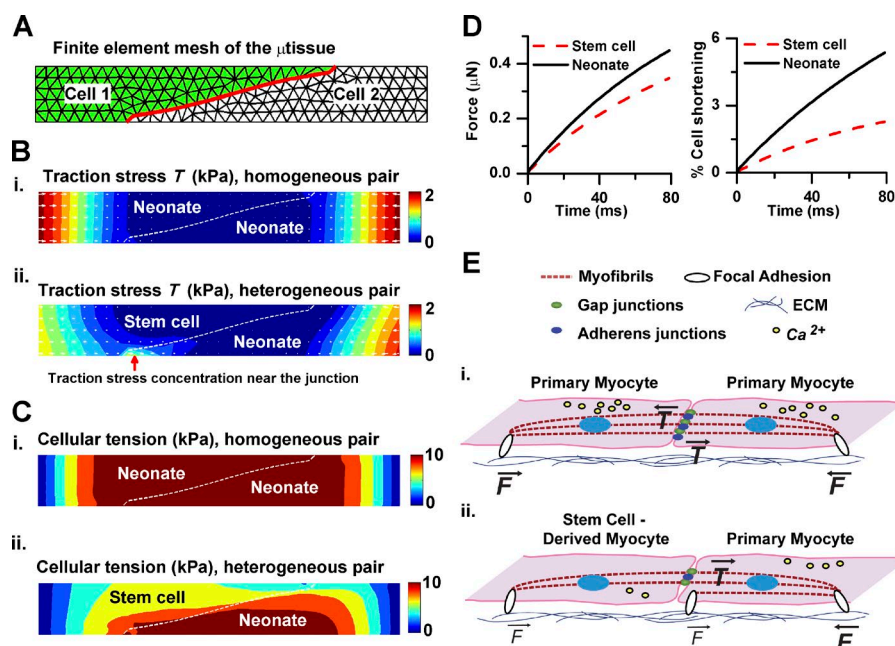 A
Finite element mesh of the μtissue
Cell 1
Cell 2
B
i.
Traction stress T (kPa), homogeneous pair
Neonate
Neonate
2
0
ii.
Traction stress T (kPa), heterogeneous pair
Stem cell
Neonate
2
0
Traction stress concentration near the junction
C
i.
Cellular tension (kPa), homogeneous pair
Neonate
Neonate
10
0
ii.
Cellular tension (kPa), heterogeneous pair
Stem cell
Neonate
10
0
D
Force (μN)
0.4
0.2
0.0
Stem cell
Neonate
0
40
80
Time (ms)
% Cell shortening
6
3
0
Stem cell
Neonate
0
40
80
Time (ms)
E
Myofibrils
Focal Adhesion
Gap junctions
ECM
Adherens junctions
Ca 2+
i.
Primary Myocyte
Primary Myocyte
T
T
F
F
ii.
Stem Cell -
Derived Myocyte
Primary Myocyte
T
F
F
F